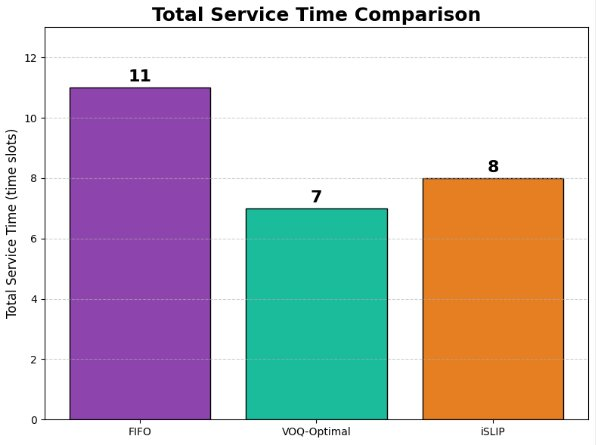 Total Service Time Comparison
Total Service Time (time slots)
12
10
8
6
4
2
0
11
7
8
FIFO
VOQ-Optimal
iSLIP